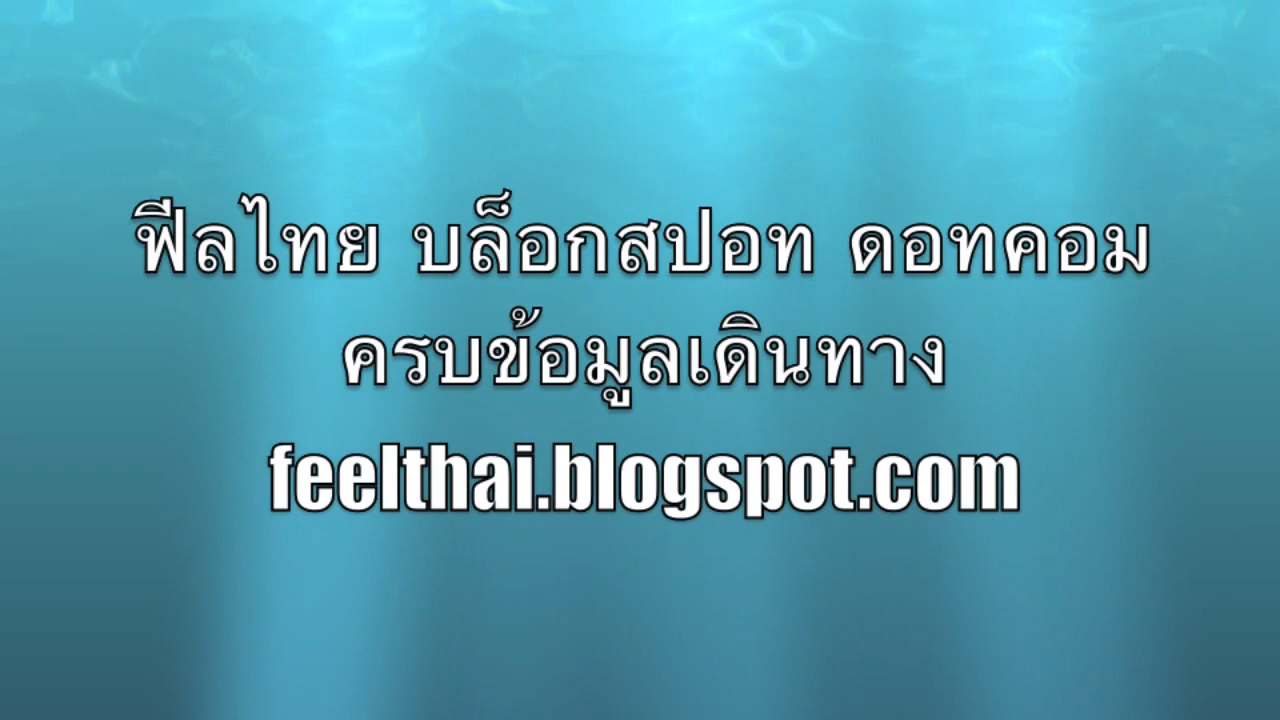 ฟีลไทย บล็อกสปอท ดอทคอม
ครบข้อมูลเดินทาง
feelthai.blogspot.com